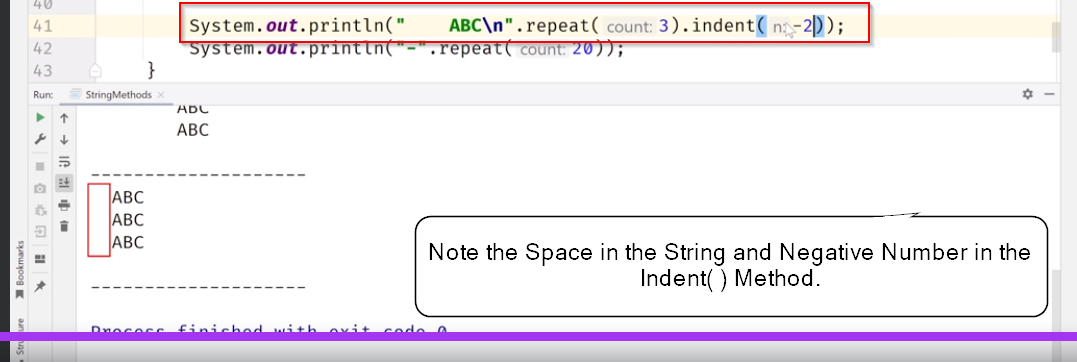 40
41 System.out.println("    ABC\n".repeat( count: 3).indent( n: -2));
42 System.out.println("-".repeat( count: 20));
43 }
Run: StringMethods ×
ABC
ABC
--------------------
ABC
ABC
ABC
--------------------
Process finished with exit code 0
Bookmarks
Structure
Note the Space in the String and Negative Number in the
Indent( ) Method.